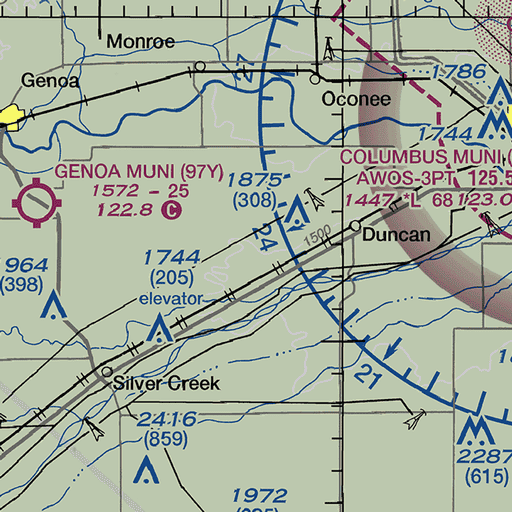 Monroe
Genoa
27
1786
Oconee
1744
COLUMBUS MUNI (
GENOA MUNI (97Y)
1572 - 25
122.8 C
1875
(308)
AWOS-3PT 125.5
1447 *L 68 123.0
24
1500
Duncan
964
(398)
1744
(205)
elevator
21
Silver Creek
2416
(859)
2287
(615)
1972